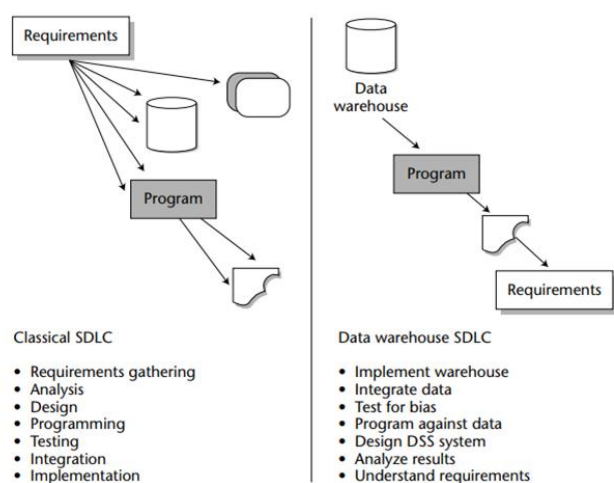 Requirements
Program
Classical SDLC
• Requirements gathering
• Analysis
• Design
• Programming
• Testing
• Integration
• Implementation
Data
warehouse
Program
Requirements
Data warehouse SDLC
• Implement warehouse
• Integrate data
• Test for bias
• Program against data
• Design DSS system
• Analyze results
• Understand requirements